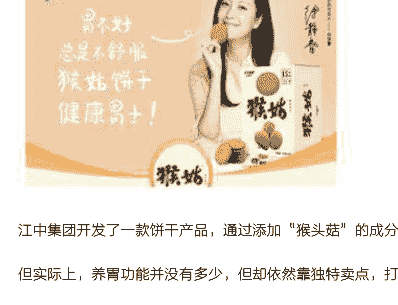 胃不好
总是不舒服
猴姑饼干
健康胃士！
徐静蕾
猴姑
猴姑
江中集团开发了一款饼干产品，通过添加“猴头菇”的成分
但实际上，养胃功能并没有多少，但却依然靠独特卖点，打